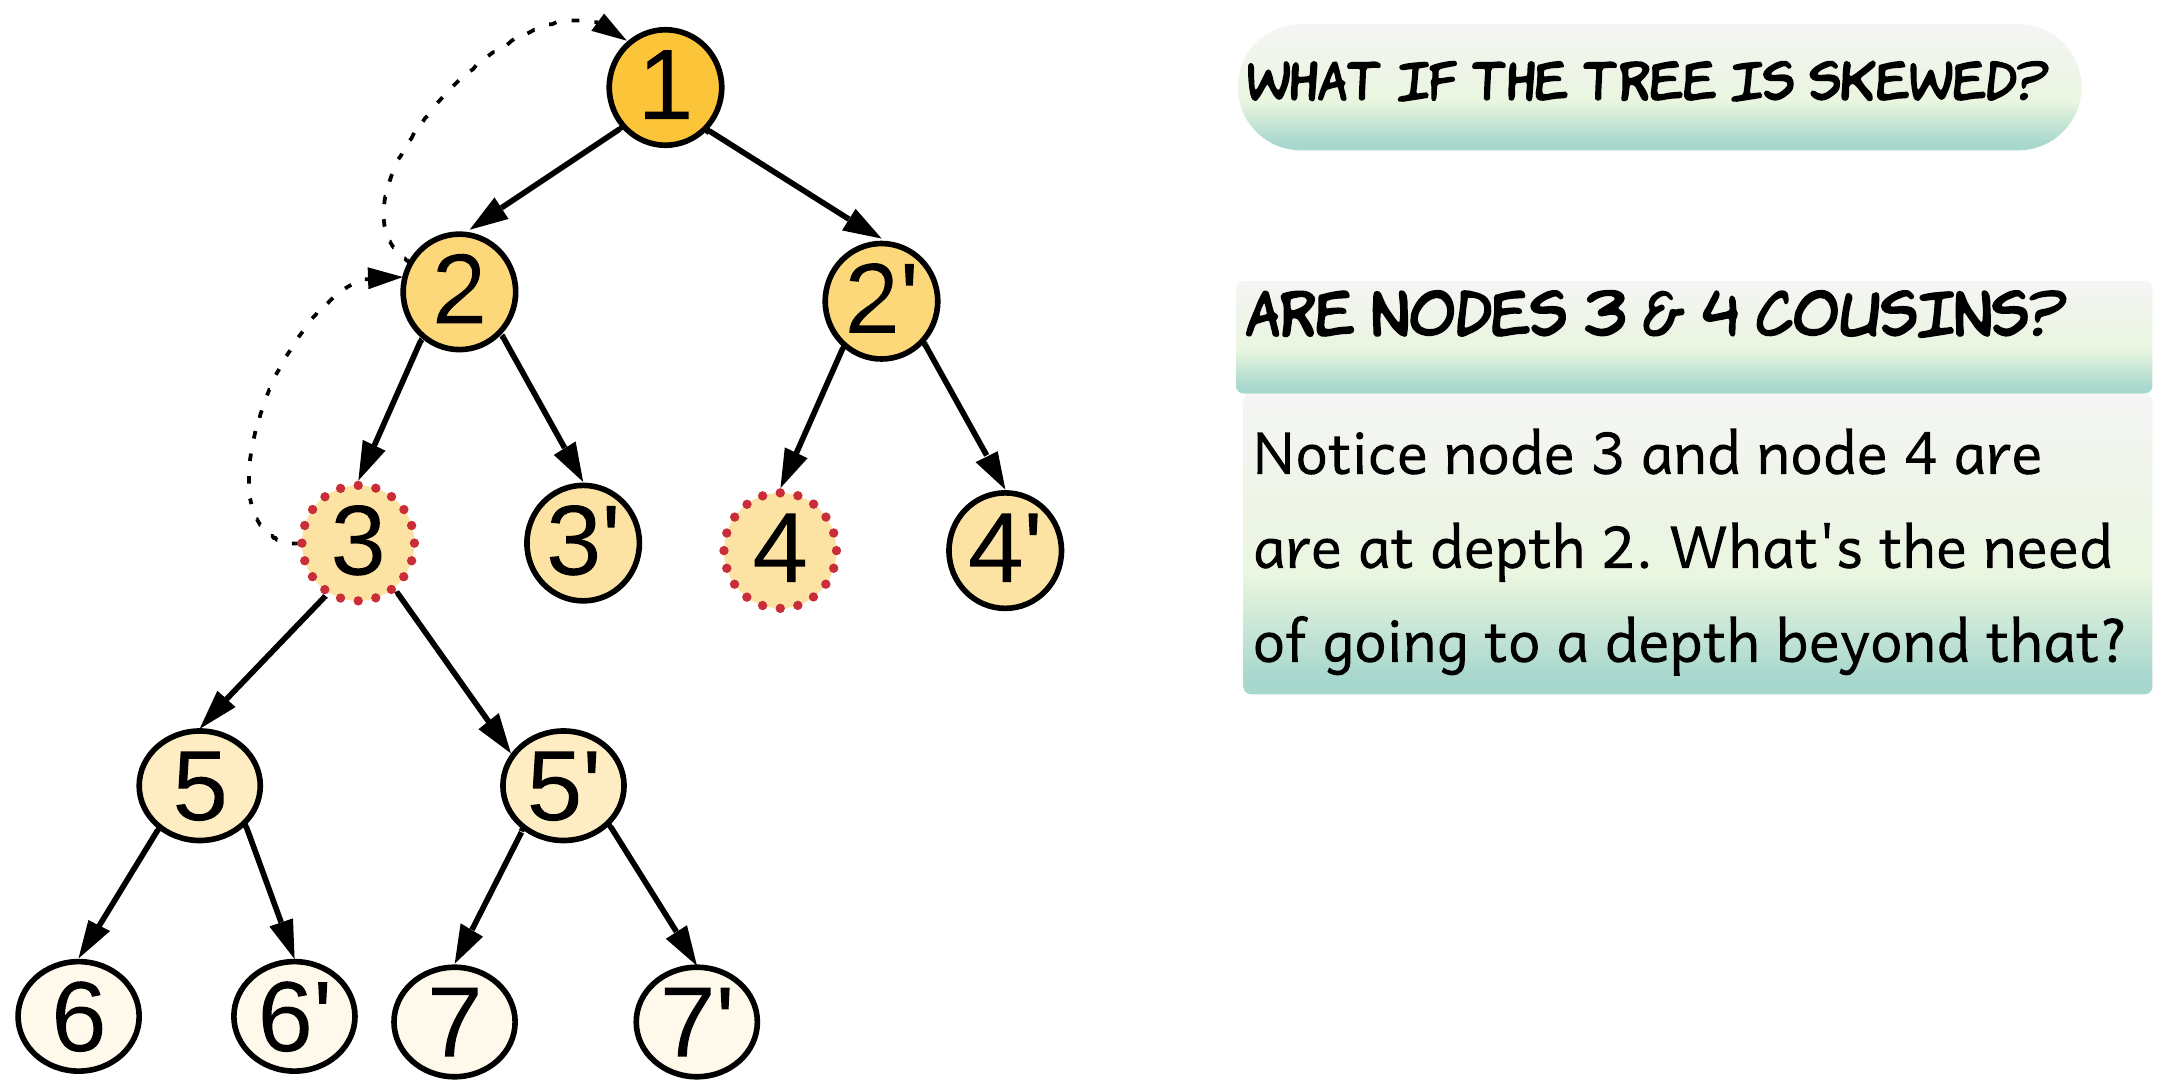 1
WHAT IF THE TREE IS SKEWED?
2
2'
ARE NODES 3 & 4 COUSINS?
Notice node 3 and node 4 are
are at depth 2. What's the need
of going to a depth beyond that?
3
3'
4
4'
5
5'
6
6'
7
7'